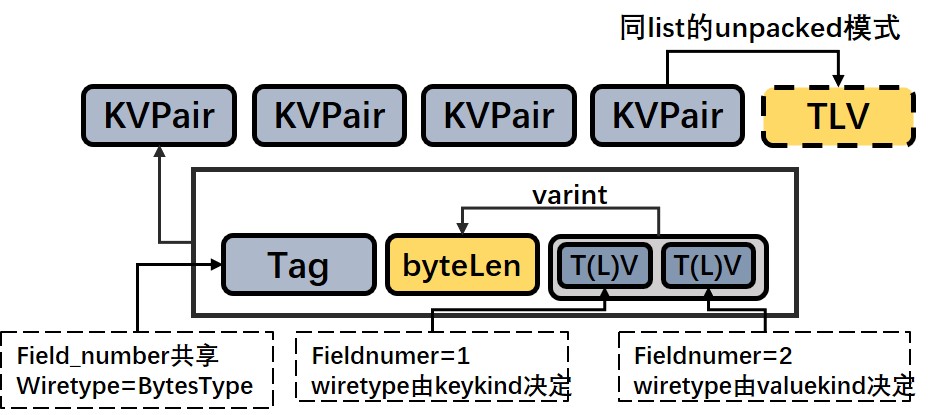 同list的unpacked模式
KVPair KVPair KVPair KVPair TLV
varint
Tag byteLen T(L)V T(L)V
Field_number共享
Wiretype=BytesType
Fieldnumer=1
wiretype由keykind决定
Fieldnumer=2
wiretype由valuekind决定